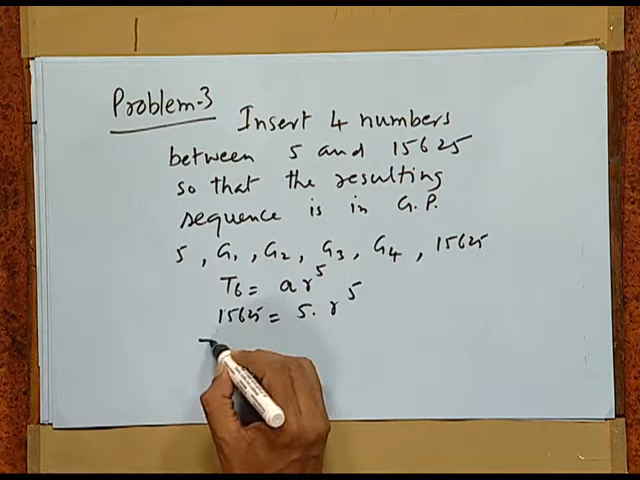 Problem-3
Insert 4 numbers
between 5 and 15625
so that the resulting
sequence is in G.P.
5, G₁, G₂, G₃, G₄, 15625
T₆ = ar⁵
15625 = 5. r⁵